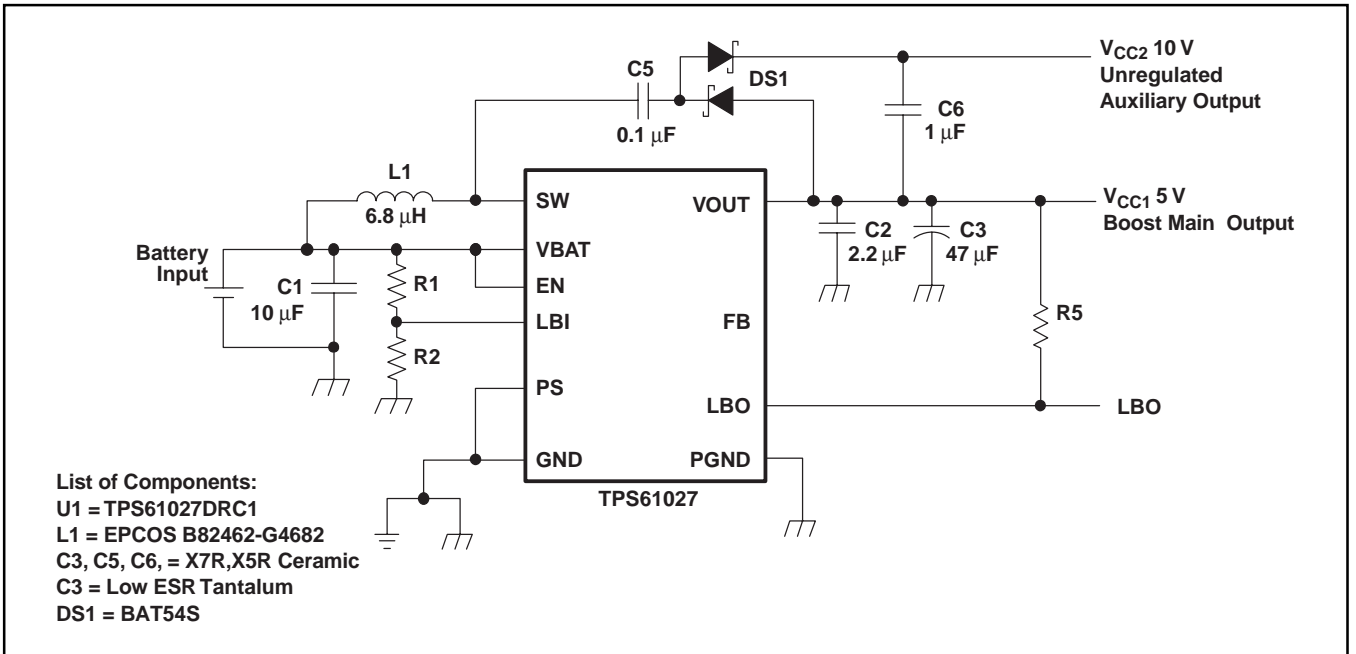 C5
0.1 μF
DS1
VCC2 10 V
Unregulated
Auxiliary Output
C6
1 μF
L1
6.8 μH
SW
VOUT
VCC1 5 V
Boost Main Output
Battery
Input
C1
10 μF
R1
R2
VBAT
EN
LBI
FB
C2
2.2 μF
C3
47 μF
R5
PS
LBO
LBO
GND
PGND
TPS61027
List of Components:
U1 = TPS61027DRC1
L1 = EPCOS B82462-G4682
C3, C5, C6, = X7R,X5R Ceramic
C3 = Low ESR Tantalum
DS1 = BAT54S